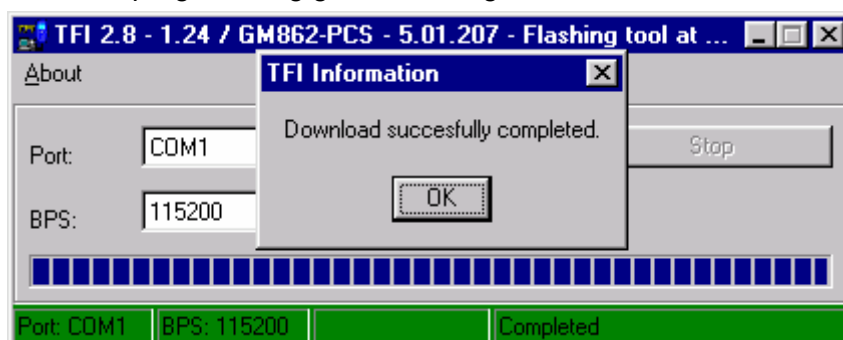 TFI 2.8 - 1.24 / GM862-PCS - 5.01.207 - Flashing tool at ...
About
TFI Information
Download succesfully completed.
OK
Port: COM1
Stop
BPS: 115200
Port: COM1 BPS: 115200 Completed